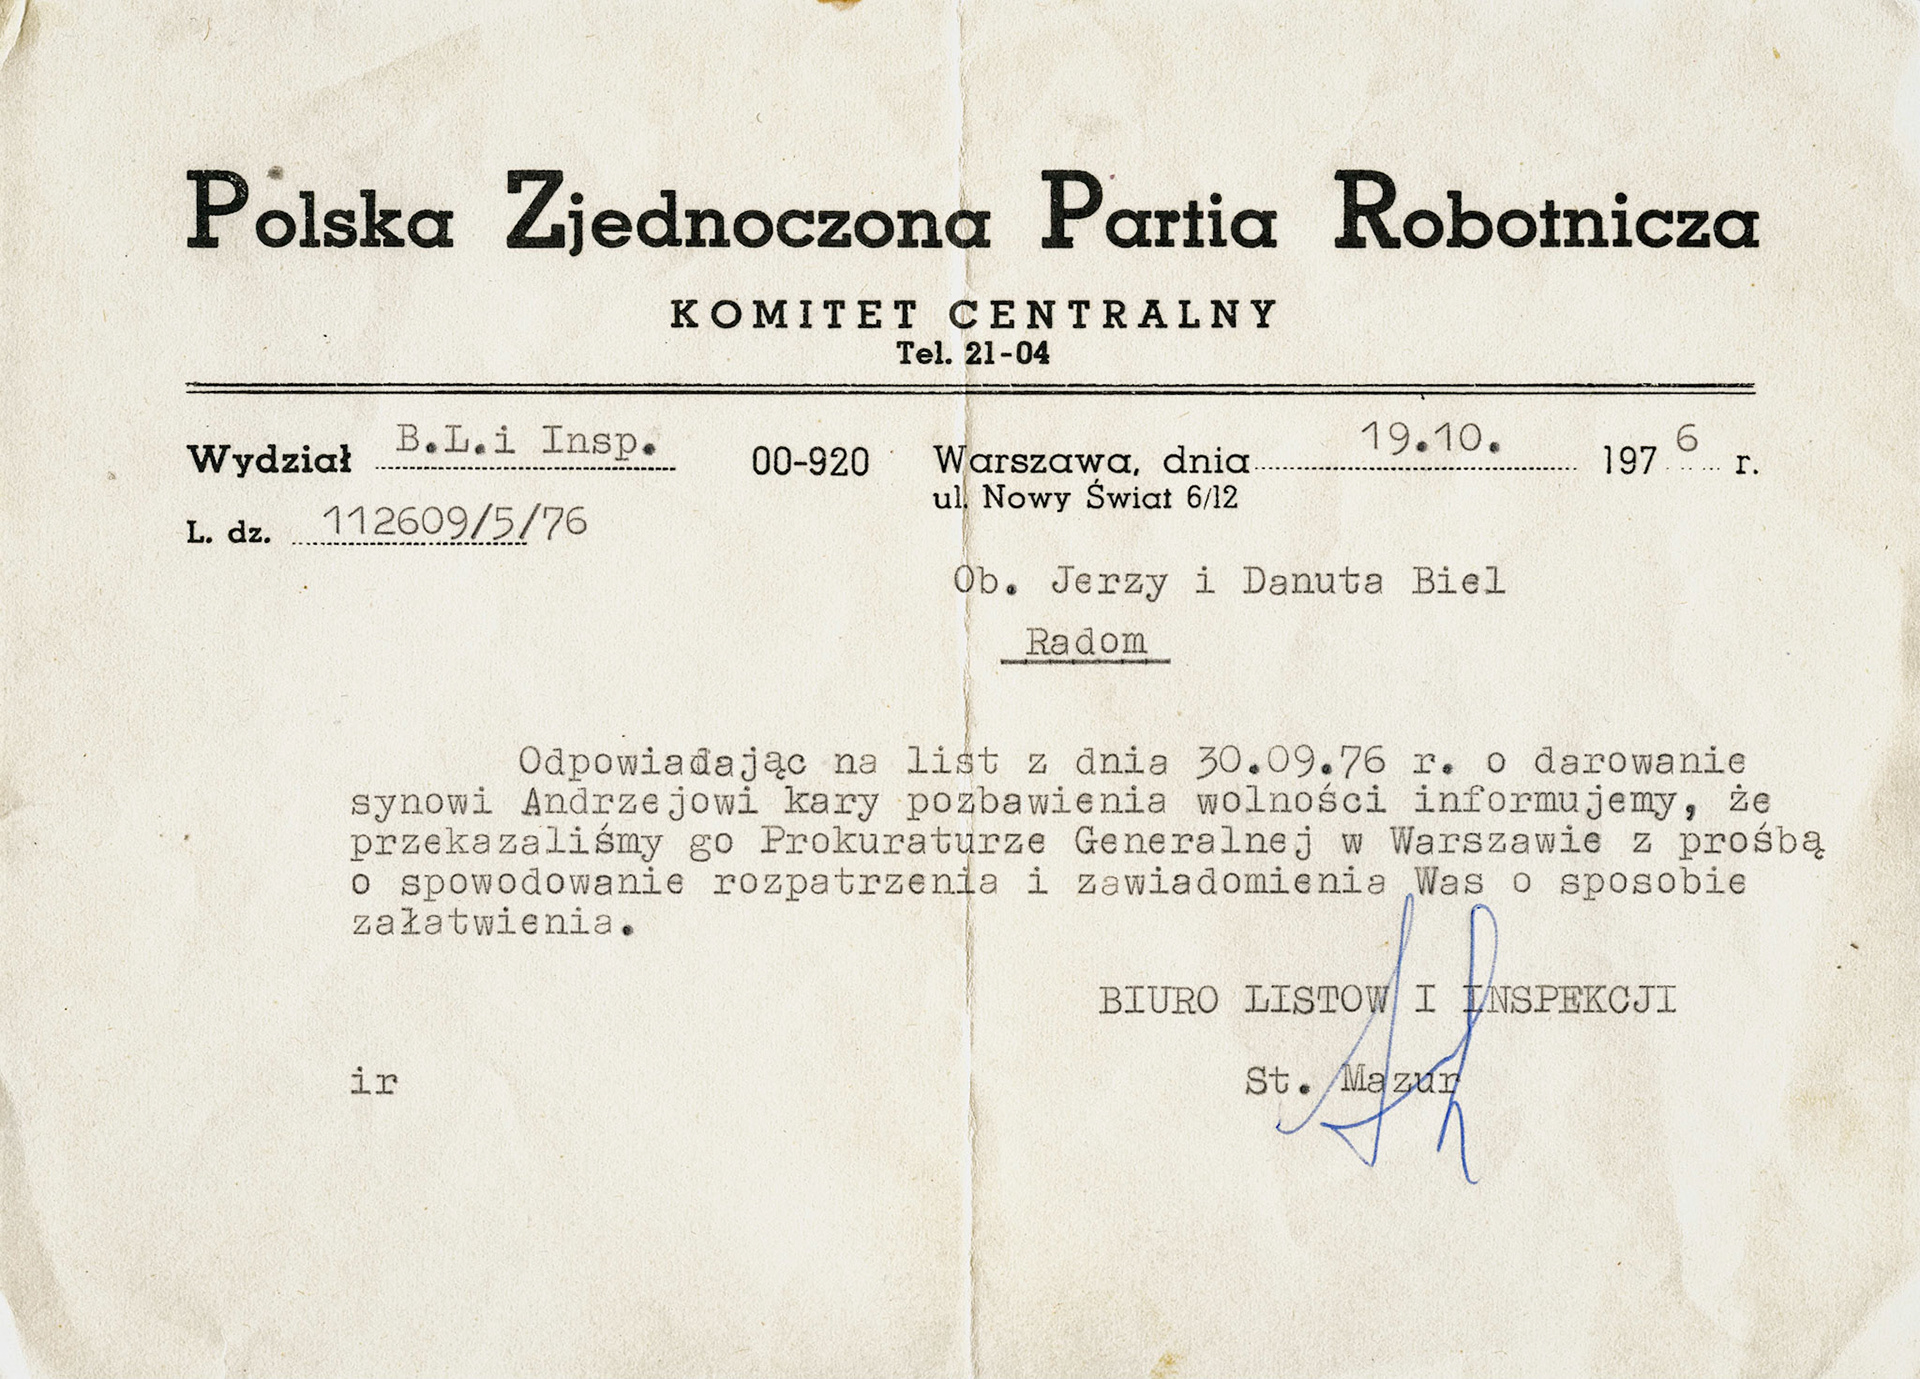 Polska Zjednoczona Partia Robotnicza
KOMITET CENTRALNY
Tel. 21-04
Wydział B.L.i Insp. 00-920 Warszawa, dnia 19.10. 1976 r.
ul. Nowy Świat 6/12
L. dz. 112609/5/76
Ob. Jerzy i Danuta Biel
Radom
Odpowiadając na list z dnia 30.09.76 r. o darowanie
synowi Andrzejowi kary pozbawienia wolności informujemy, że
przekazaliśmy go Prokuraturze Generalnej w Warszawie z prośbą
o spowodowanie rozpatrzenia i zawiadomienia Was o sposobie
załatwienia.
BIURO LISTOW I INSPEKCJI
ir St. Mazur